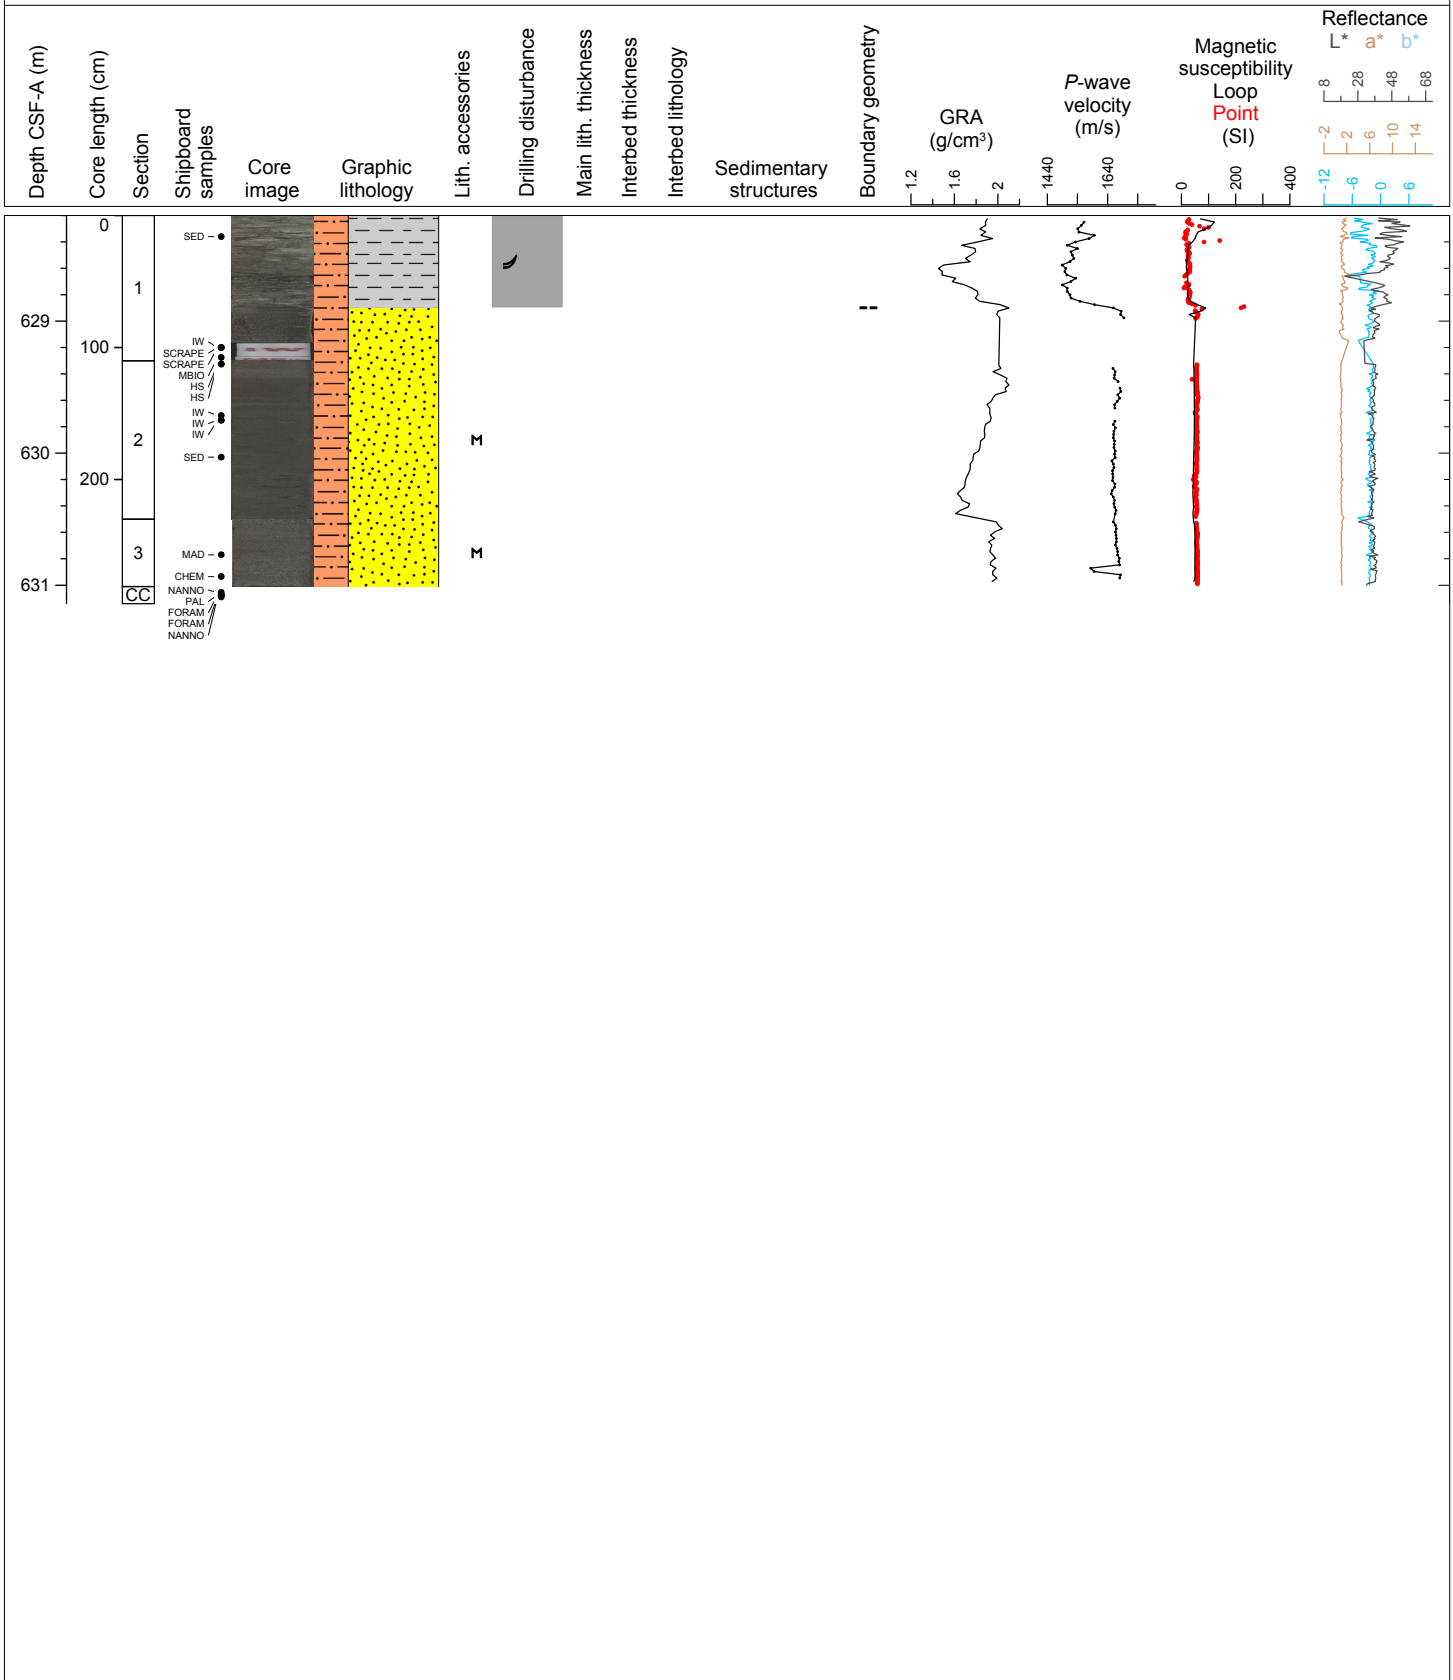 Depth CSF-A (m)
Core length (cm)
Section
Shipboard
samples
Core
image
Graphic
lithology
Lith. accessories
Drilling disturbance
Main lith. thickness
Interbed thickness
Interbed lithology
Sedimentary
structures
Boundary geometry
GRA
(g/cm³)
1.2 1.6 2
P-wave
velocity
(m/s)
1440 1640
Magnetic
susceptibility
Loop
Point
(SI)
0 200 400
Reflectance
L* a* b*
8 28 48 68
-2 2 6 10 14
-12 -6 0 6
0
SED
1
629
IW
100
SCRAPE
SCRAPE
MBIO
HS
HS
IW
IW
IW
2
M
630
SED
200
3
MAD
M
CHEM
631
CC
NANNO
PAL
FORAM
FORAM
NANNO